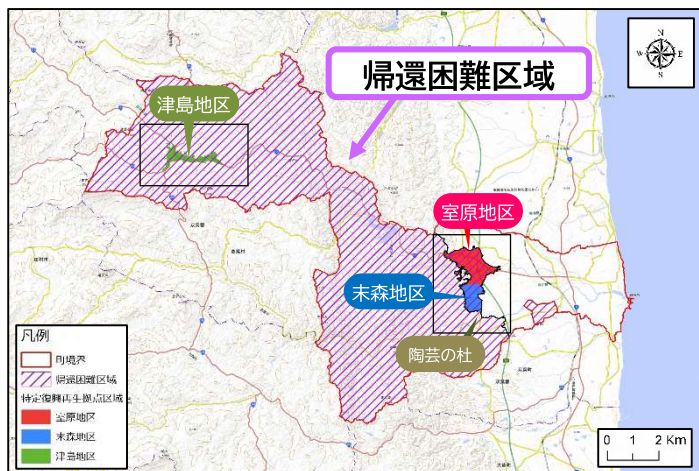 帰還困難区域
N
W
E
S
津島地区
室原地区
末森地区
陶芸の杜
凡例
町境界
帰還困難区域
特定復興再生拠点区域
室原地区
末森地区
津島地区
0 1 2 Km